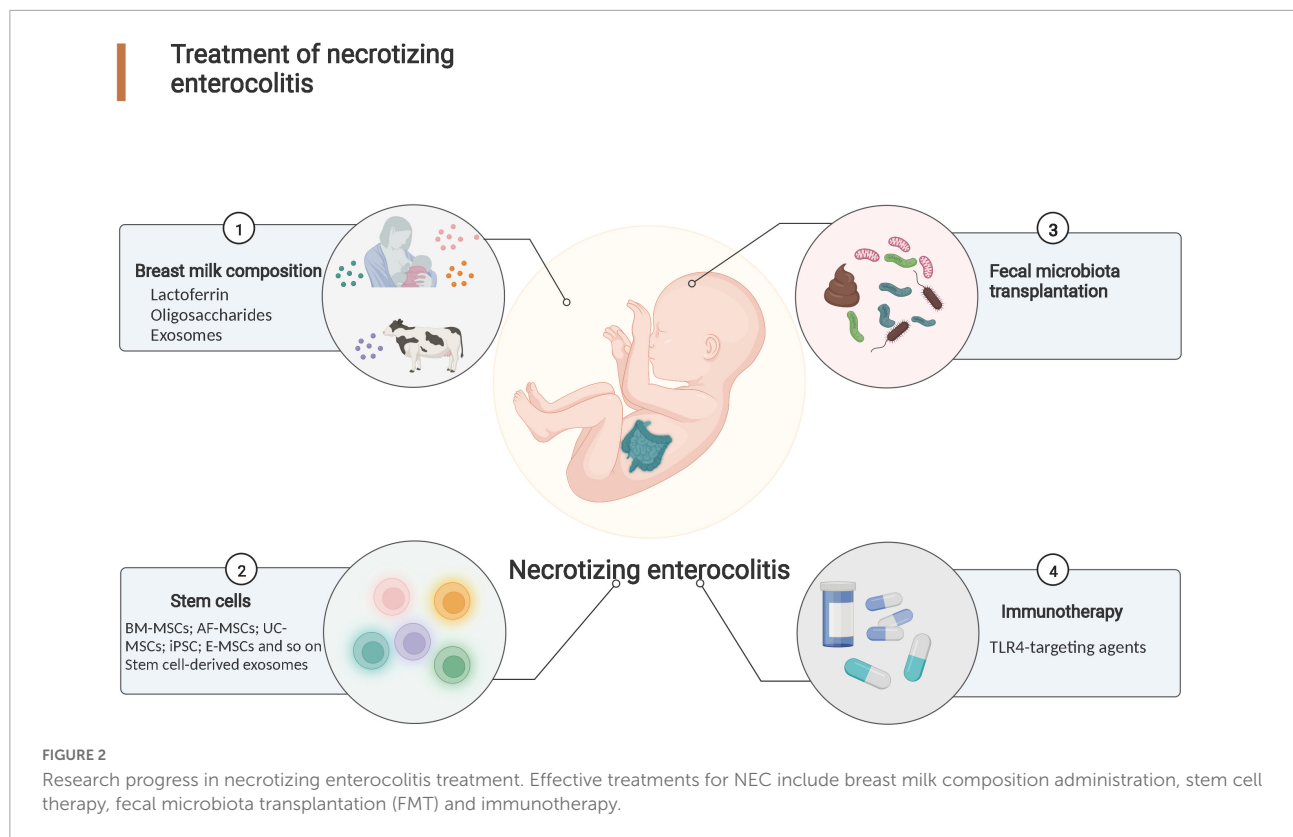 Treatment of necrotizing
enterocolitis
1
Breast milk composition
Lactoferrin
Oligosaccharides
Exosomes
3
Fecal microbiota
transplantation
2
Stem cells
BM-MSCs; AF-MSCs; UC-
MSCs; iPSC; E-MSCs and so on
Stem cell-derived exosomes
Necrotizing enterocolitis
4
Immunotherapy
TLR4-targeting agents
FIGURE 2
Research progress in necrotizing enterocolitis treatment. Effective treatments for NEC include breast milk composition administration, stem cell
therapy, fecal microbiota transplantation (FMT) and immunotherapy.